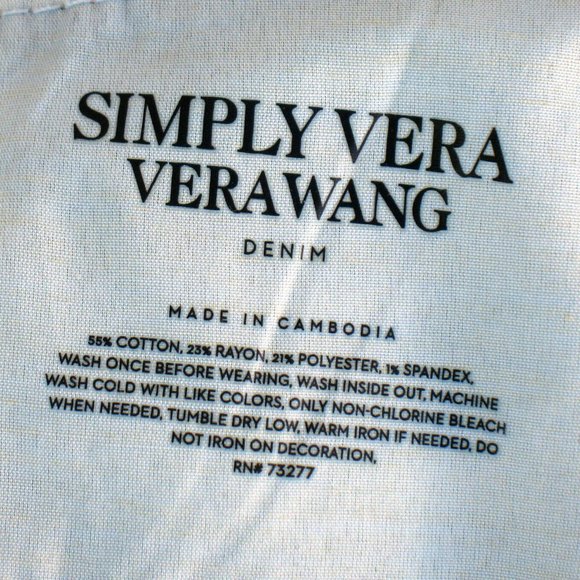 SIMPLY VERA
VERA WANG
DENIM
MADE IN CAMBODIA
55% COTTON, 23% RAYON, 21% POLYESTER, 1% SPANDEX,
WASH ONCE BEFORE WEARING, WASH INSIDE OUT, MACHINE
WASH COLD WITH LIKE COLORS, ONLY NON-CHLORINE BLEACH
WHEN NEEDED, TUMBLE DRY LOW, WARM IRON IF NEEDED, DO
NOT IRON ON DECORATION,
RN# 73277